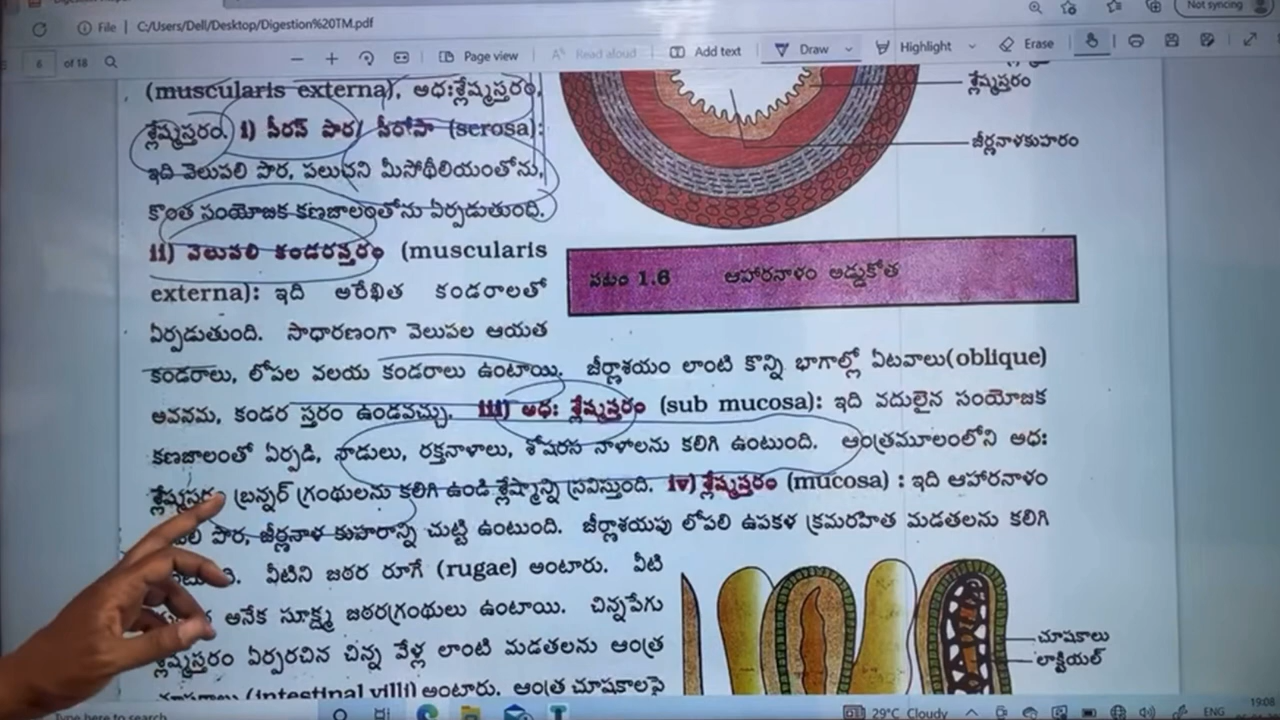 Not syncing
File | C:/Users/Dell/Desktop/Digestion%20TM.pdf
6 of 18 Page view Read aloud Add text Draw Highlight Erase
(muscularis externa), అధఃశ్లేష్మస్తరం,
శ్లేష్మస్తరం. i) పీరస్ పొర/ సీరోసా (serosa):
ఇది వెలుపలి పొర, పలుచని మీసోథీలియంతోను,
కొంత సంయోజక కణజాలంతోను ఏర్పడుతుంది.
ii) వెలుపలి కండరస్తరం (muscularis
externa): ఇది అరేఖిత కండరాలతో
ఏర్పడుతుంది. సాధారణంగా వెలుపల ఆయత
కండరాలు, లోపల వలయ కండరాలు ఉంటాయి. జీర్ణాశయం లాంటి కొన్ని భాగాల్లో ఏటవాలు(oblique)
అవనమ, కండర స్తరం ఉండవచ్చు. iii) అధః శ్లేష్మస్తరం (sub mucosa): ఇది వదులైన సంయోజక
కణజాలంతో ఏర్పడి, నాడులు, రక్తనాళాలు, శోషరస నాళాలను కలిగి ఉంటుంది. ఆంత్రమూలంలోని అధః
శ్లేష్మస్తరం బ్రన్నర్ గ్రంథులను కలిగి ఉండి శ్లేష్మాన్ని స్రవిస్తుంది. iv) శ్లేష్మస్తరం (mucosa) : ఇది ఆహారనాళం
పొర, జీర్ణనాళ కుహరాన్ని చుట్టి ఉంటుంది. జీర్ణాశయపు లోపలి ఉపకళ క్రమరహిత మడతలను కలిగి
వీటిని జఠర రూగే (rugae) అంటారు. వీటి
అనేక సూక్ష్మ జఠరగ్రంథులు ఉంటాయి. చిన్నపేగు
శ్లేష్మస్తరం ఏర్పరచిన చిన్న వేళ్ల లాంటి మడతలను ఆంత్ర
చూషకాలు (intestinal villi) అంటారు. ఆంత్ర చూషకాలపై
శ్లేష్మస్తరం
జీర్ణనాళకుహరం
పటం 1.6 ఆహారనాళం అడ్డుకోత
చూషకాలు
లాక్టియల్
Type here to search 29°C Cloudy ENG 19:08